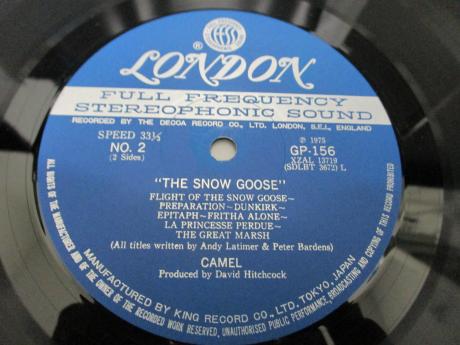 ® LONDON
FULL FREQUENCY
STEREOPHONIC SOUND
RECORDED BY THE DECCA RECORD CO., LTD. LONDON, S.E.I., ENGLAND
SPEED 33⅓
NO. 2
(2 Sides)
℗ 1975
GP-156
XZAL 13719
(SDLBT 3672) L
"THE SNOW GOOSE"
FLIGHT OF THE SNOW GOOSE~
PREPARATION~DUNKIRK~
EPITAPH~FRITHA ALONE~
LA PRINCESSE PERDUE~
THE GREAT MARSH
(All titles written by Andy Latimer & Peter Bardens)
CAMEL
Produced by David Hitchcock
MANUFACTURED BY KING RECORD CO., LTD. TOKYO, JAPAN
ALL RIGHTS OF THE MANUFACTURER AND OF THE OWNER OF THE RECORDED WORK RESERVED, UNAUTHORISED PUBLIC PERFORMANCE, BROADCASTING AND COPYING OF THIS RECORD PROHIBITED